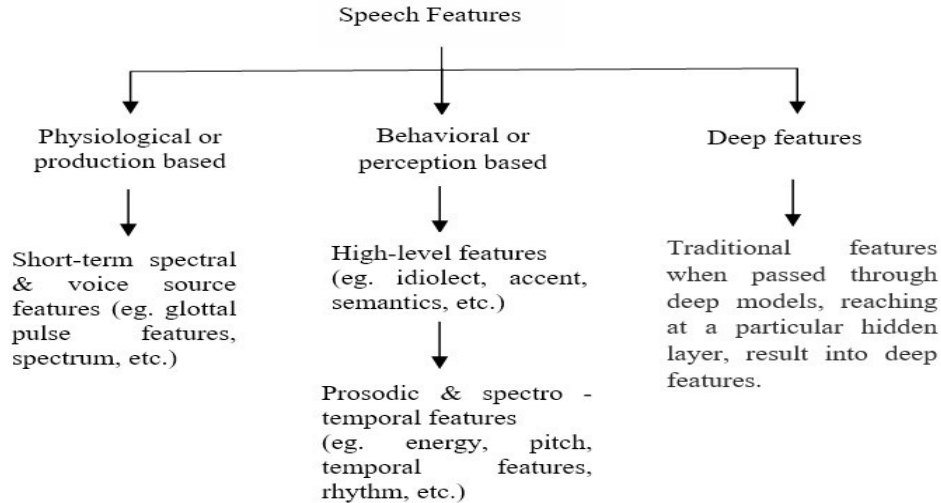 Speech Features
Physiological or
production based
Behavioral or
perception based
Deep features
Short-term spectral
& voice source
features (eg. glottal
pulse features,
spectrum, etc.)
High-level features
(eg. idiolect, accent,
semantics, etc.)
Prosodic & spectro -
temporal features
(eg. energy, pitch,
temporal features,
rhythm, etc.)
Traditional features
when passed through
deep models, reaching
at a particular hidden
layer, result into deep
features.